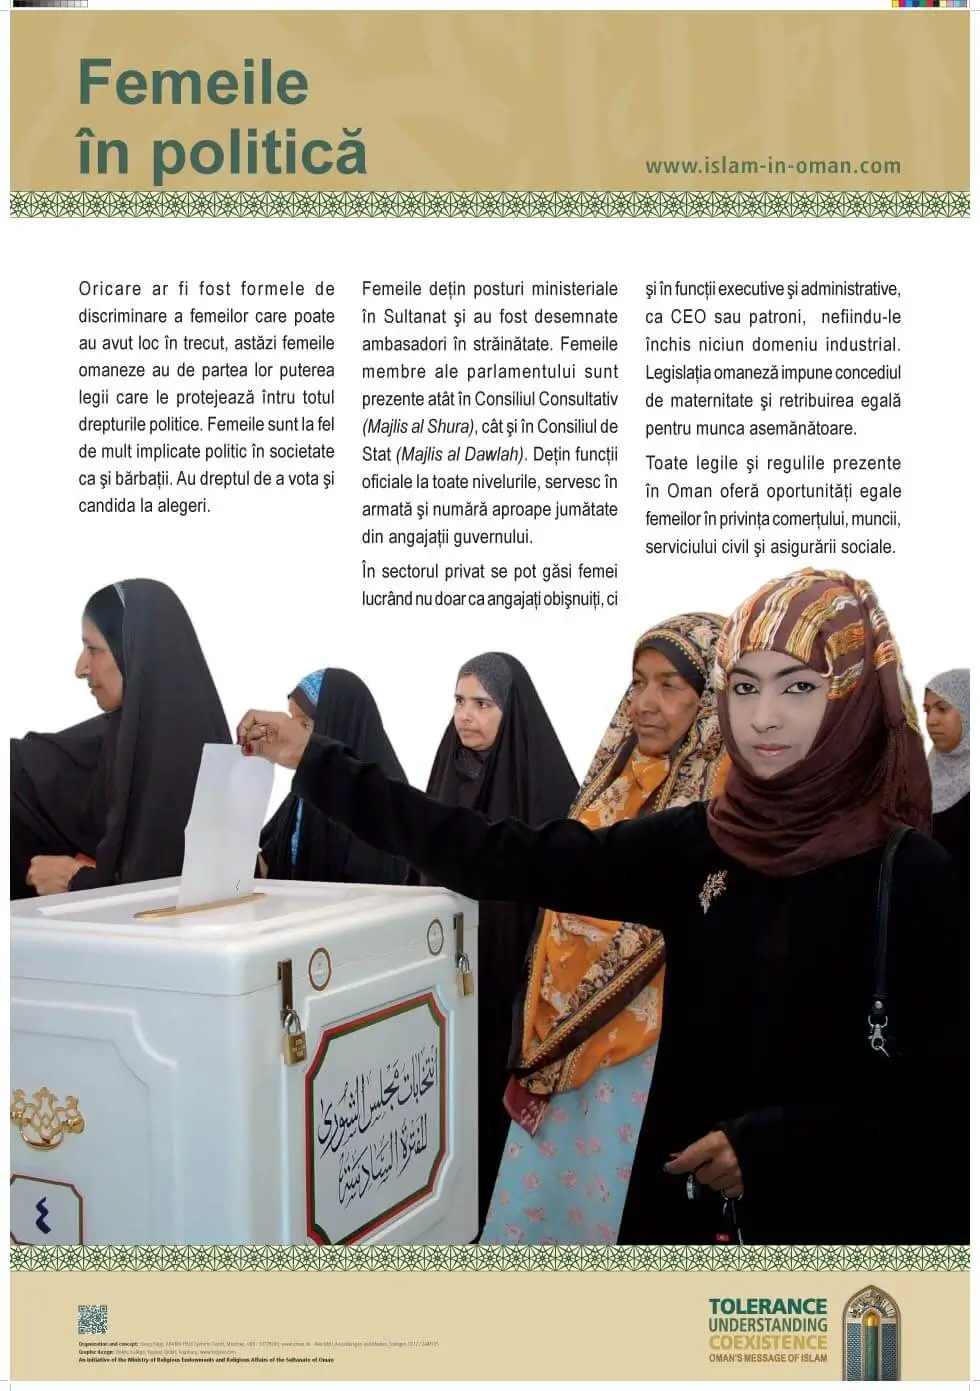 Femeile
în politică
www.islam-in-oman.com
Oricare ar fi fost formele de
discriminare a femeilor care poate
au avut loc în trecut, astăzi femeile
omaneze au de partea lor puterea
legii care le protejează întru totul
drepturile politice. Femeile sunt la fel
de mult implicate politic în societate
ca şi bărbaţii. Au dreptul de a vota şi
candida la alegeri.
Femeile deţin posturi ministeriale
în Sultanat şi au fost desemnate
ambasadori în străinătate. Femeile
membre ale parlamentului sunt
prezente atât în Consiliul Consultativ
(Majlis al Shura), cât şi în Consiliul de
Stat (Majlis al Dawlah). Deţin funcţii
oficiale la toate nivelurile, servesc în
armată şi numără aproape jumătate
din angajaţii guvernului.
În sectorul privat se pot găsi femei
lucrând nu doar ca angajaţi obişnuiţi, ci
şi în funcţii executive şi administrative,
ca CEO sau patroni, nefiindu-le
închis niciun domeniu industrial.
Legislaţia omaneză impune concediul
de maternitate şi retribuirea egală
pentru munca asemănătoare.
Toate legile şi regulile prezente
în Oman oferă oportunităţi egale
femeilor în privinţa comerţului, muncii,
serviciului civil şi asigurării sociale.
انتخابات مجلس الشورى
للفترة السادسة
٤
TOLERANCE
UNDERSTANDING
COEXISTENCE
OMAN'S MESSAGE OF ISLAM
Organisation and concept:
Graphic design:
An initiative of the Ministry of Religious Endowments and Religious Affairs of the Sultanate of Oman